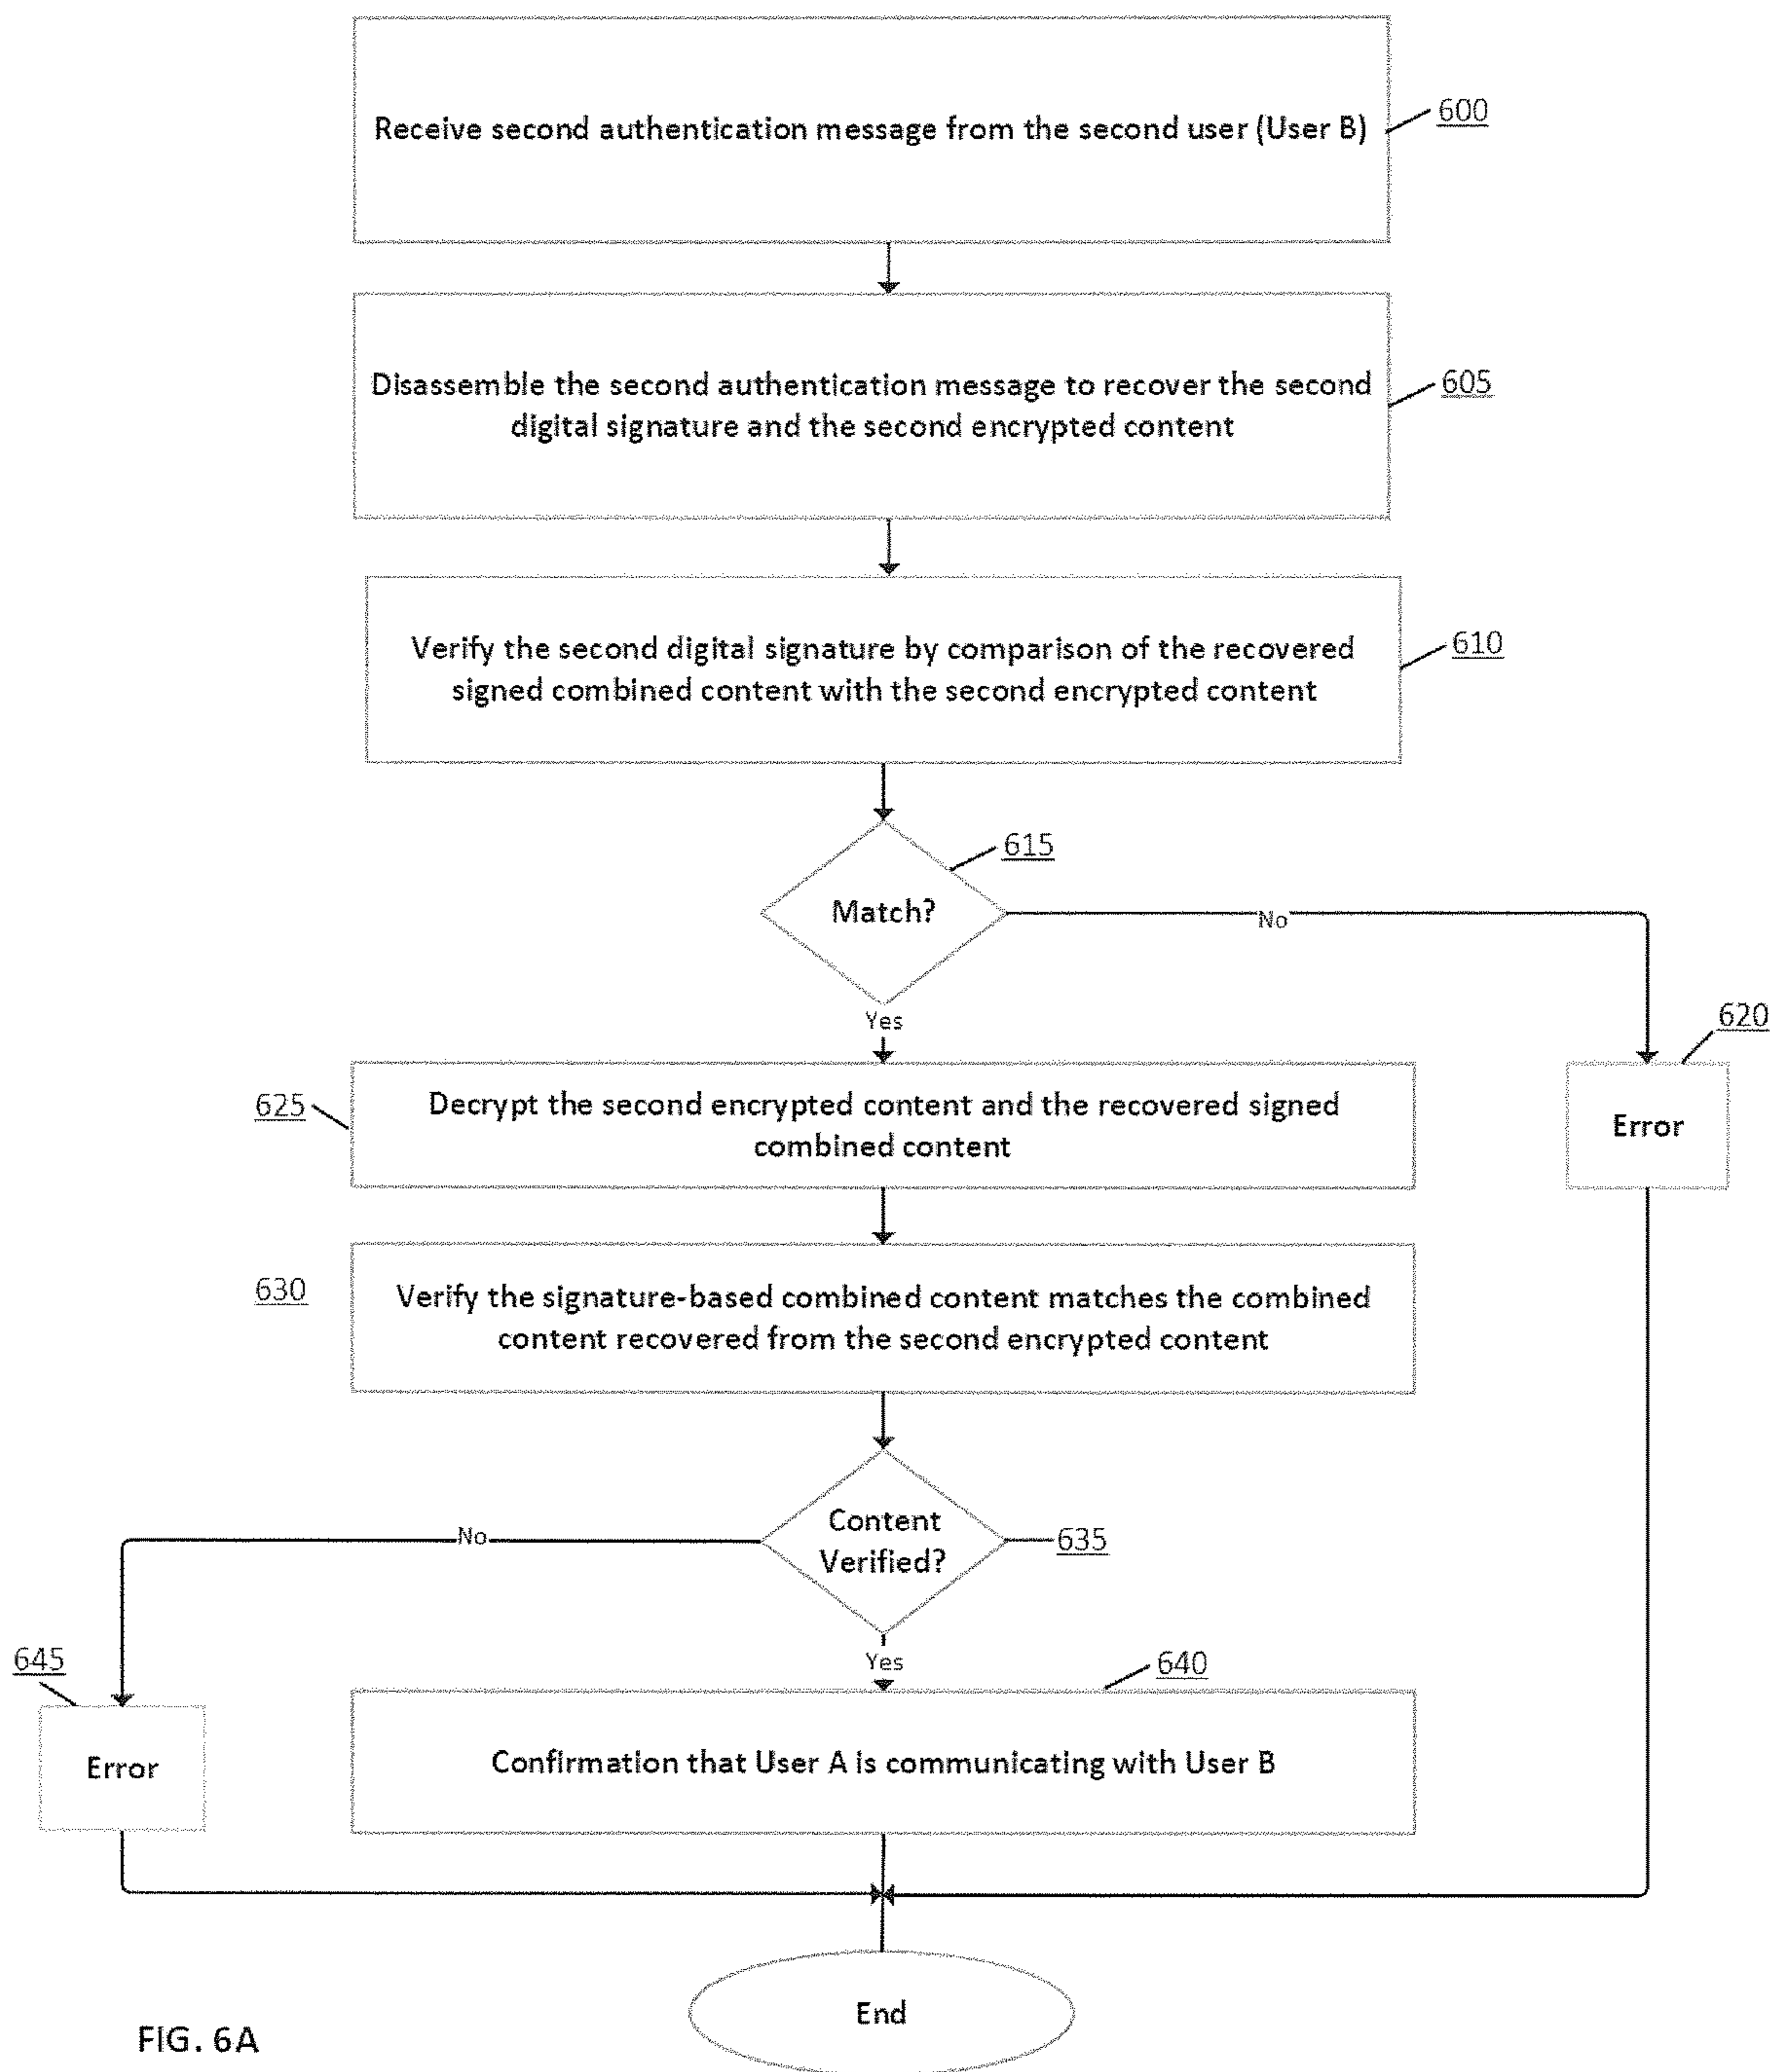 Receive second authentication message from the second user (User B)
600
Disassemble the second authentication message to recover the second
digital signature and the second encrypted content
605
Verify the second digital signature by comparison of the recovered
signed combined content with the second encrypted content
610
615
Match?
No
Yes
620
625
Decrypt the second encrypted content and the recovered signed
combined content
Error
630
Verify the signature-based combined content matches the combined
content recovered from the second encrypted content
Content
Verified?
635
No
Yes
645
640
Error
Confirmation that User A is communicating with User B
End
FIG. 6A